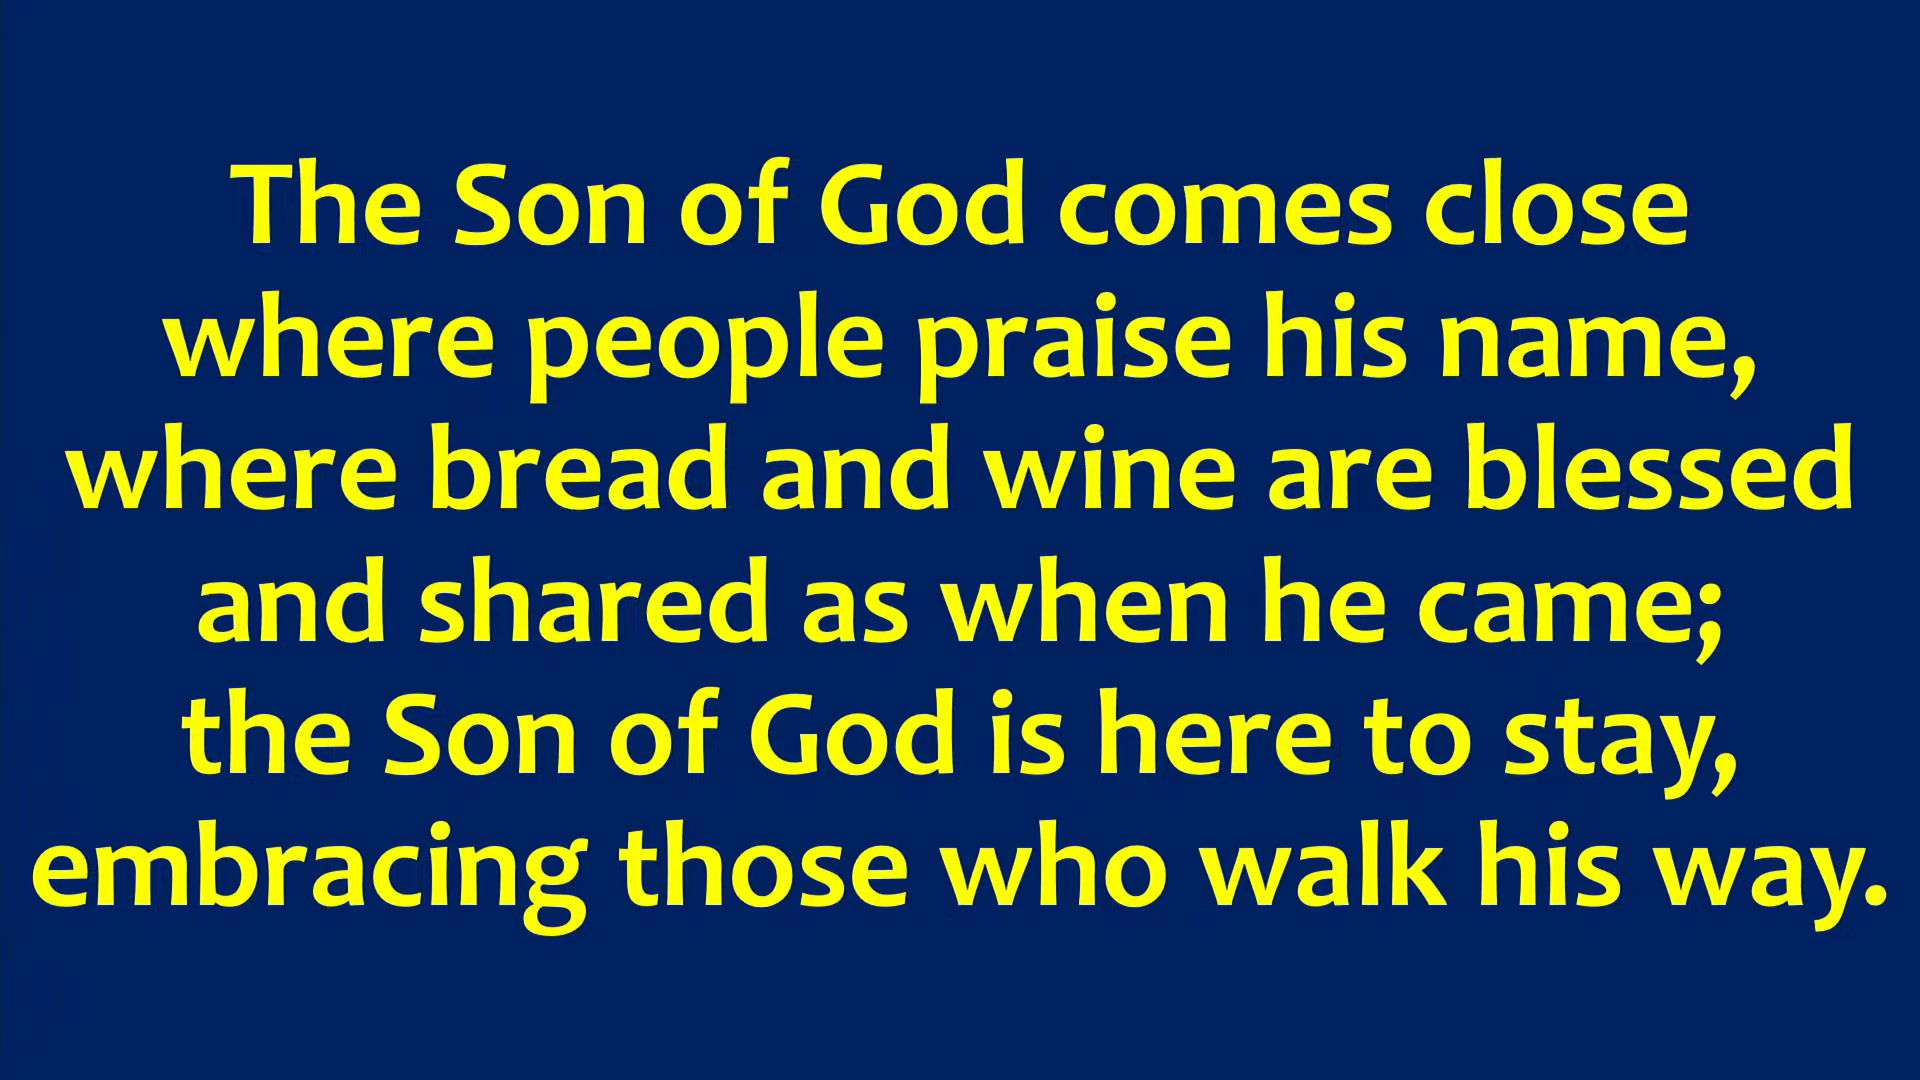 The Son of God comes close
where people praise his name,
where bread and wine are blessed
and shared as when he came;
the Son of God is here to stay,
embracing those who walk his way.